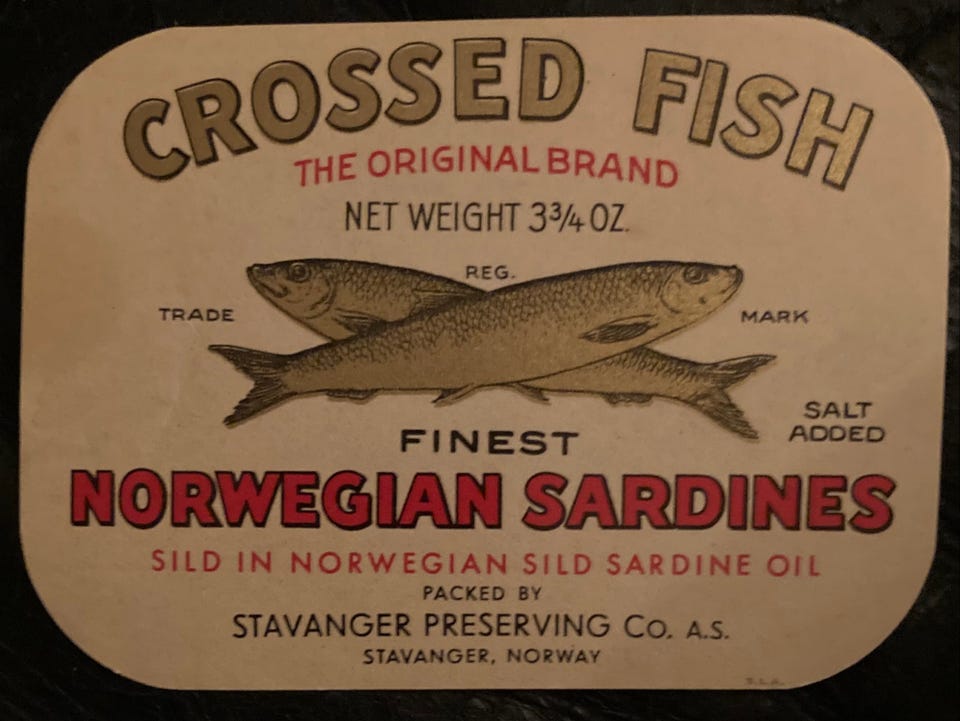 CROSSED FISH
THE ORIGINAL BRAND
NET WEIGHT 3¾ OZ.
REG.
TRADE MARK
SALT
ADDED
FINEST
NORWEGIAN SARDINES
SILD IN NORWEGIAN SILD SARDINE OIL
PACKED BY
STAVANGER PRESERVING Co. A.S.
STAVANGER, NORWAY